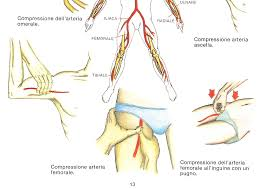 Compressione dell'arteria
omerale.
ILIACA
ULNARE
RADIALE
FEMORALE
Compressione arteria
ascella.
TIBIALE
Compressione arteria
femorale.
Compressione dell'arteria
femorale all'inguine con un
pugno.
13